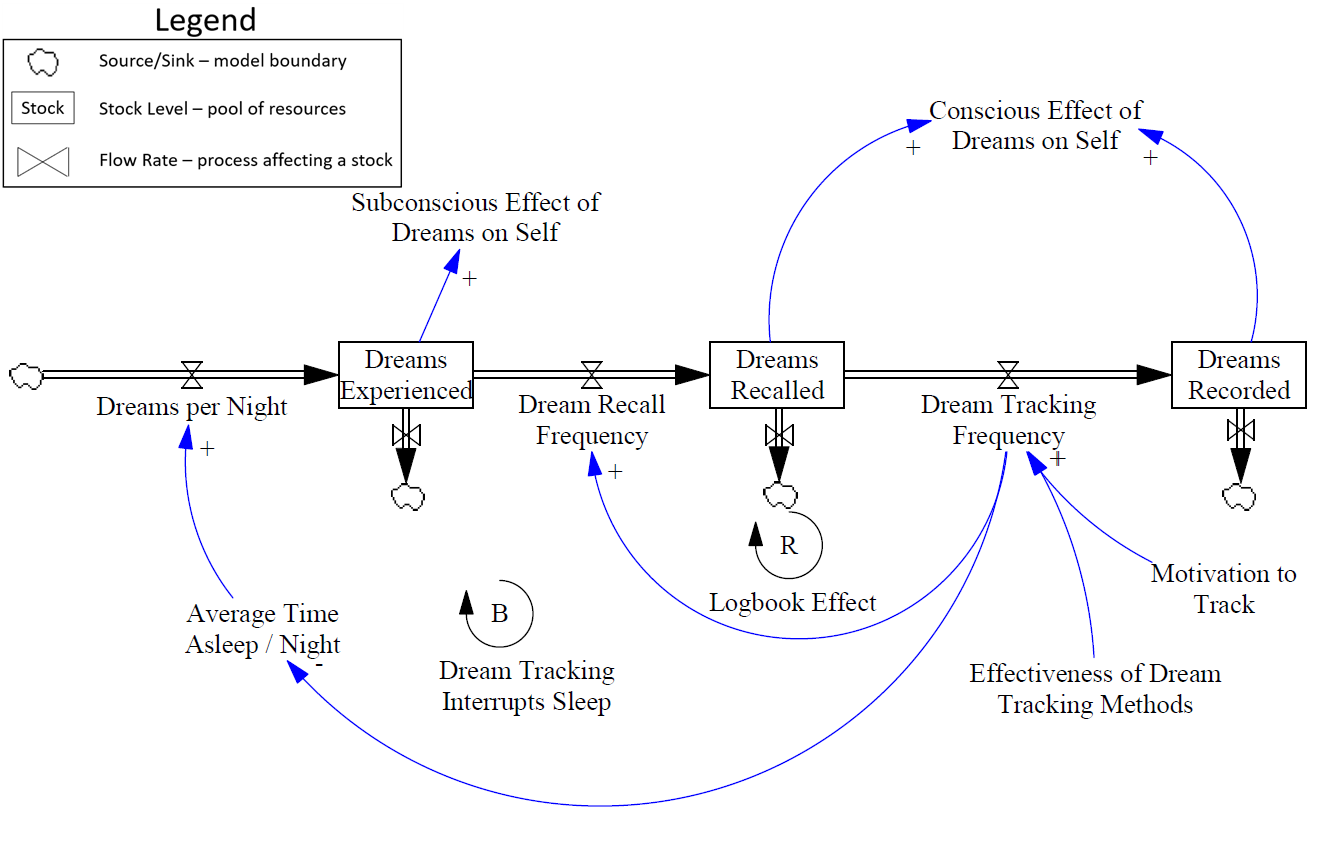 Legend
Source/Sink – model boundary
Stock
Stock Level – pool of resources
Flow Rate – process affecting a stock
Conscious Effect of
Dreams on Self
+
+
Subconscious Effect of
Dreams on Self
+
Dreams
Experienced
Dreams
Recalled
Dreams
Recorded
Dreams per Night
+
Dream Recall
Frequency
+
Dream Tracking
Frequency
+
R
Logbook Effect
Motivation to
Track
Average Time
Asleep / Night
-
B
Dream Tracking
Interrupts Sleep
Effectiveness of Dream
Tracking Methods